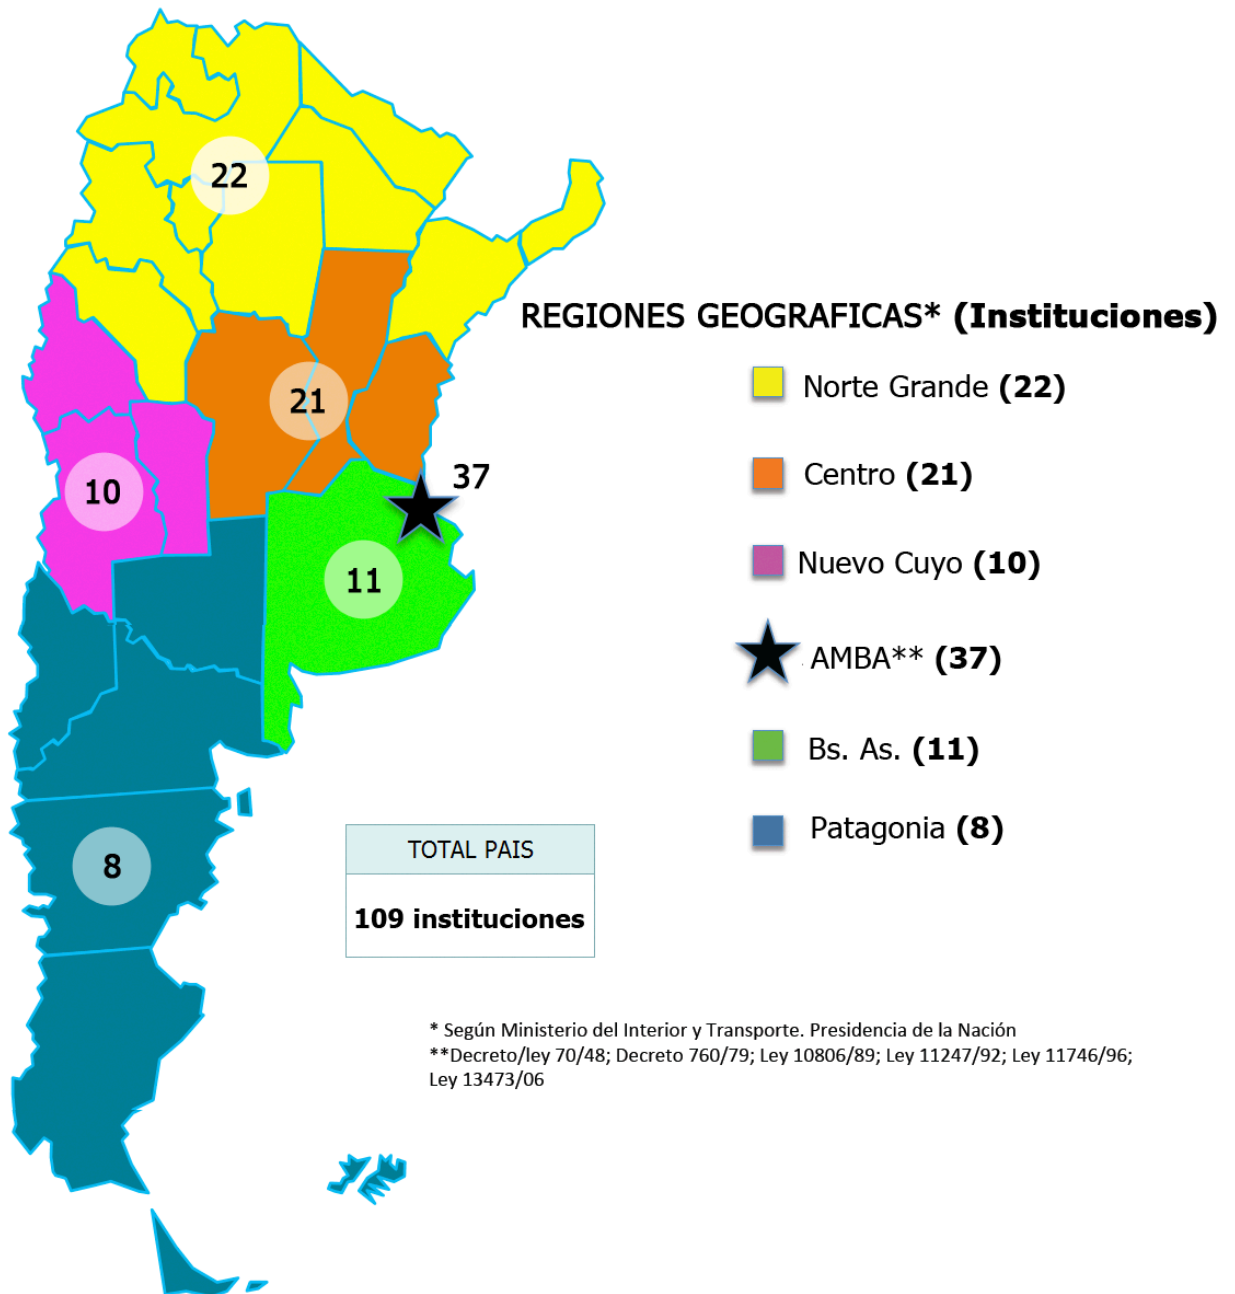 22
21
10
37
11
8
REGIONES GEOGRAFICAS* (Instituciones)
Norte Grande (22)
Centro (21)
Nuevo Cuyo (10)
AMBA** (37)
Bs. As. (11)
Patagonia (8)
TOTAL PAIS
109 instituciones
* Según Ministerio del Interior y Transporte. Presidencia de la Nación
**Decreto/ley 70/48; Decreto 760/79; Ley 10806/89; Ley 11247/92; Ley 11746/96;
Ley 13473/06